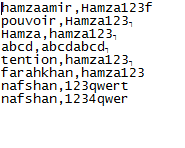 hamzaamir,Hamza123f
pouvoir,Hamza123┐
Hamza,hamza123┐
abcd,abcdabcd┐
tention,hamza123┐
farahkhan,hamza123
nafshan,123qwert
nafshan,1234qwer